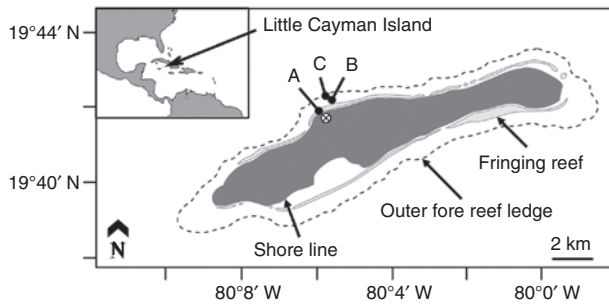 19°44′ N
Little Cayman Island
C
B
A
19°40′ N
Fringing reef
Outer fore reef ledge
Shore line
N
2 km
80°8′ W
80°4′ W
80°0′ W